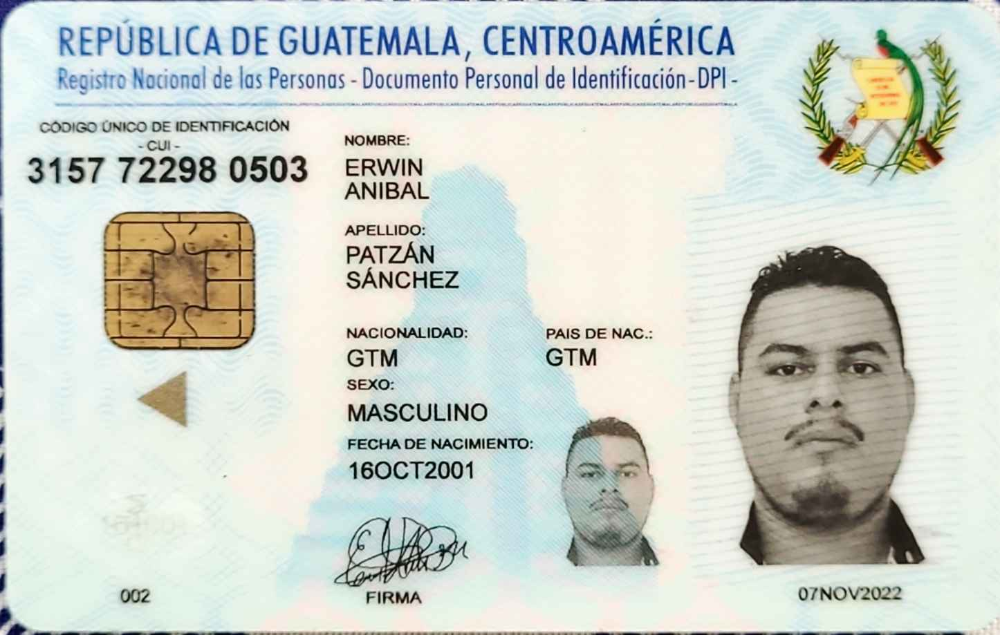 REPÚBLICA DE GUATEMALA, CENTROAMÉRICA
Registro Nacional de las Personas - Documento Personal de Identificación - DPI -
CÓDIGO ÚNICO DE IDENTIFICACIÓN
- CUI -
3157 72298 0503
NOMBRE:
ERWIN
ANIBAL
APELLIDO:
PATZÁN
SÁNCHEZ
NACIONALIDAD:
GTM
PAIS DE NAC.:
GTM
SEXO:
MASCULINO
FECHA DE NACIMIENTO:
16OCT2001
FIRMA
002
07NOV2022